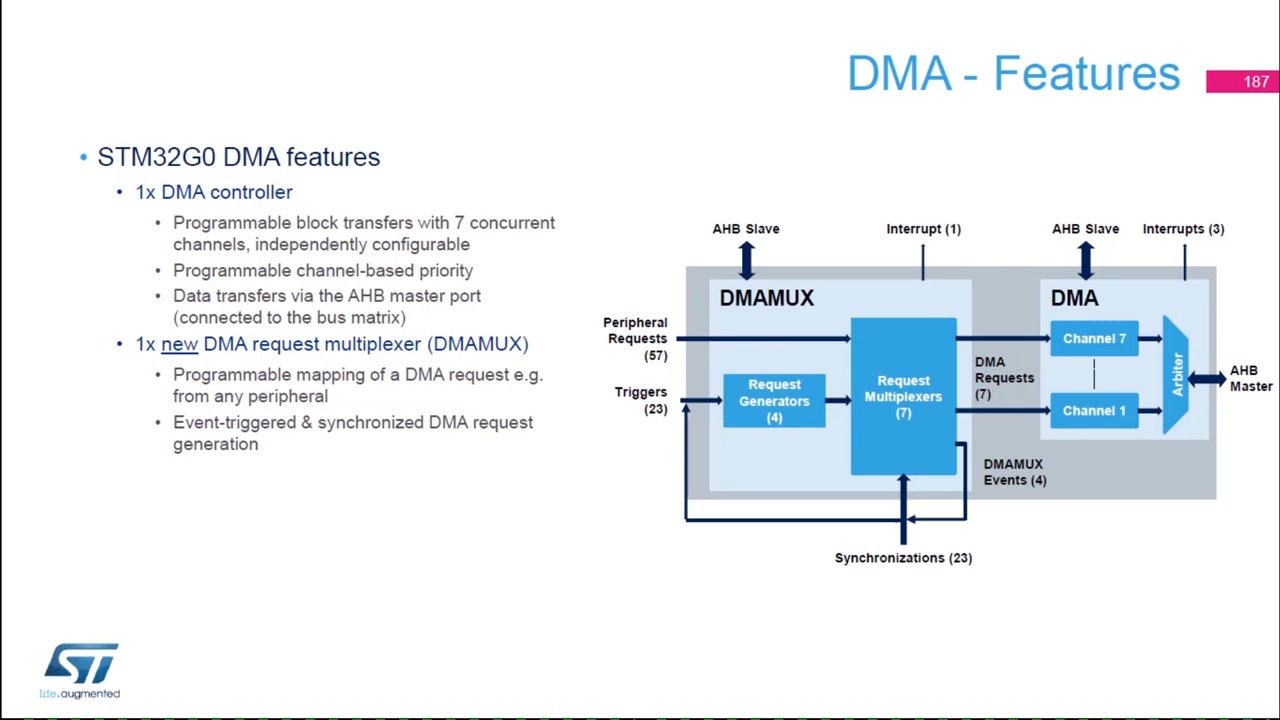 DMA - Features
187
• STM32G0 DMA features
• 1x DMA controller
• Programmable block transfers with 7 concurrent
channels, independently configurable
• Programmable channel-based priority
• Data transfers via the AHB master port
(connected to the bus matrix)
• 1x new DMA request multiplexer (DMAMUX)
• Programmable mapping of a DMA request e.g.
from any peripheral
• Event-triggered & synchronized DMA request
generation
AHB Slave
Interrupt (1)
AHB Slave
Interrupts (3)
DMAMUX
DMA
Peripheral
Requests
(57)
Triggers
(23)
Request
Generators
(4)
Request
Multiplexers
(7)
DMA
Requests
(7)
Channel 7
Channel 1
Arbiter
AHB
Master
DMAMUX
Events (4)
Synchronizations (23)
ST
life.augmented